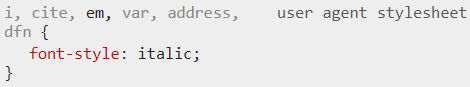 i, cite, em, var, address, user agent stylesheet
dfn {
font-style: italic;
}